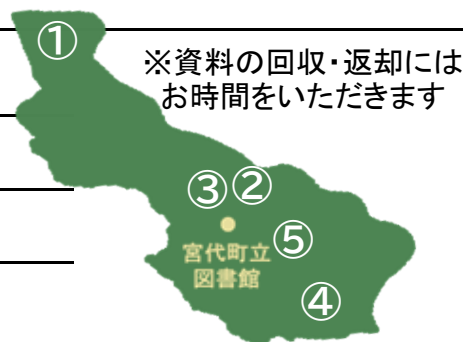 ①
※資料の回収・返却には
お時間をいただきます
③②
⑤
宮代町立
図書館
④